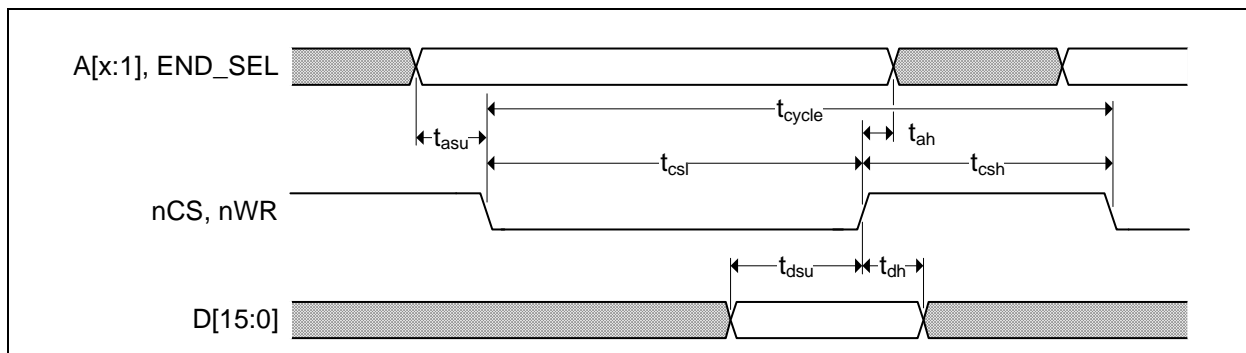 A[x:1], END_SEL
tcycle
tasu
tah
tcsl
tcsh
nCS, nWR
tdsu
tdh
D[15:0]